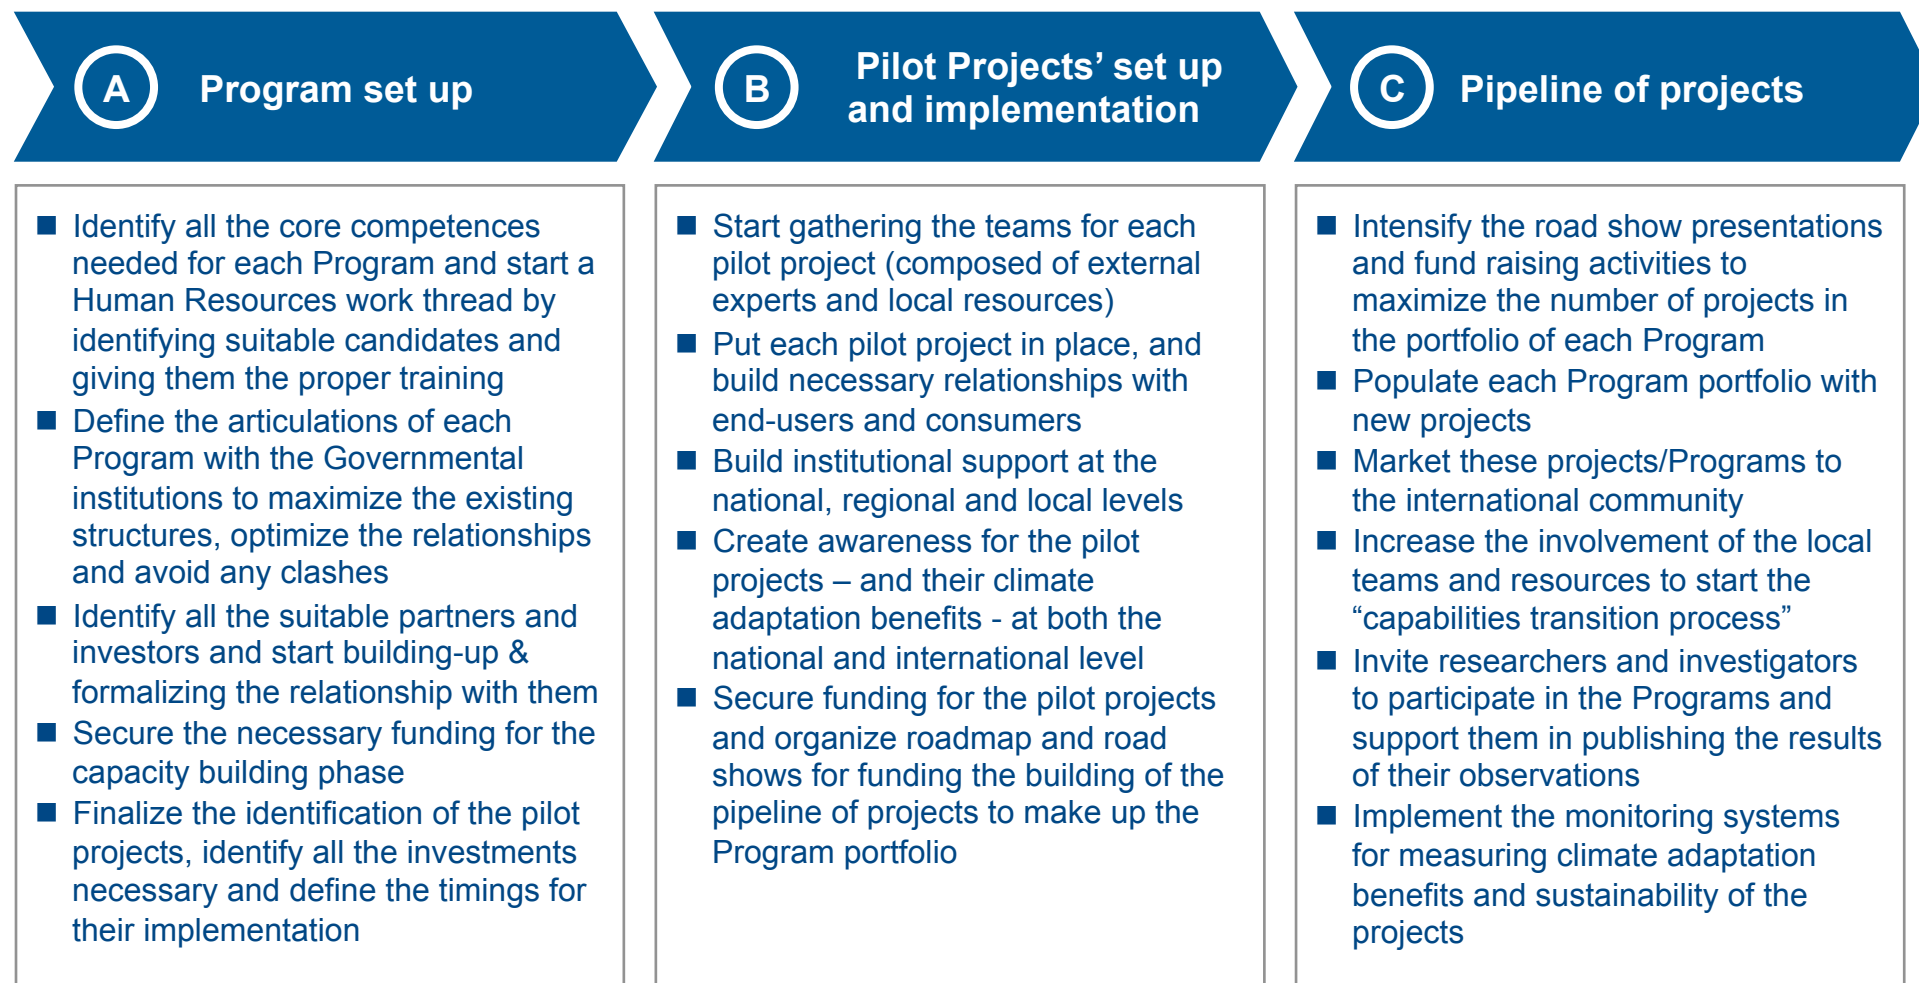 A
Program set up
B
Pilot Projects’ set up
and implementation
C
Pipeline of projects
Identify all the core competences
needed for each Program and start a
Human Resources work thread by
identifying suitable candidates and
giving them the proper training
Define the articulations of each
Program with the Governmental
institutions to maximize the existing
structures, optimize the relationships
and avoid any clashes
Identify all the suitable partners and
investors and start building-up &
formalizing the relationship with them
Secure the necessary funding for the
capacity building phase
Finalize the identification of the pilot
projects, identify all the investments
necessary and define the timings for
their implementation
Start gathering the teams for each
pilot project (composed of external
experts and local resources)
Put each pilot project in place, and
build necessary relationships with
end-users and consumers
Build institutional support at the
national, regional and local levels
Create awareness for the pilot
projects – and their climate
adaptation benefits - at both the
national and international level
Secure funding for the pilot projects
and organize roadmap and road
shows for funding the building of the
pipeline of projects to make up the
Program portfolio
Intensify the road show presentations
and fund raising activities to
maximize the number of projects in
the portfolio of each Program
Populate each Program portfolio with
new projects
Market these projects/Programs to
the international community
Increase the involvement of the local
teams and resources to start the
“capabilities transition process”
Invite researchers and investigators
to participate in the Programs and
support them in publishing the results
of their observations
Implement the monitoring systems
for measuring climate adaptation
benefits and sustainability of the
projects